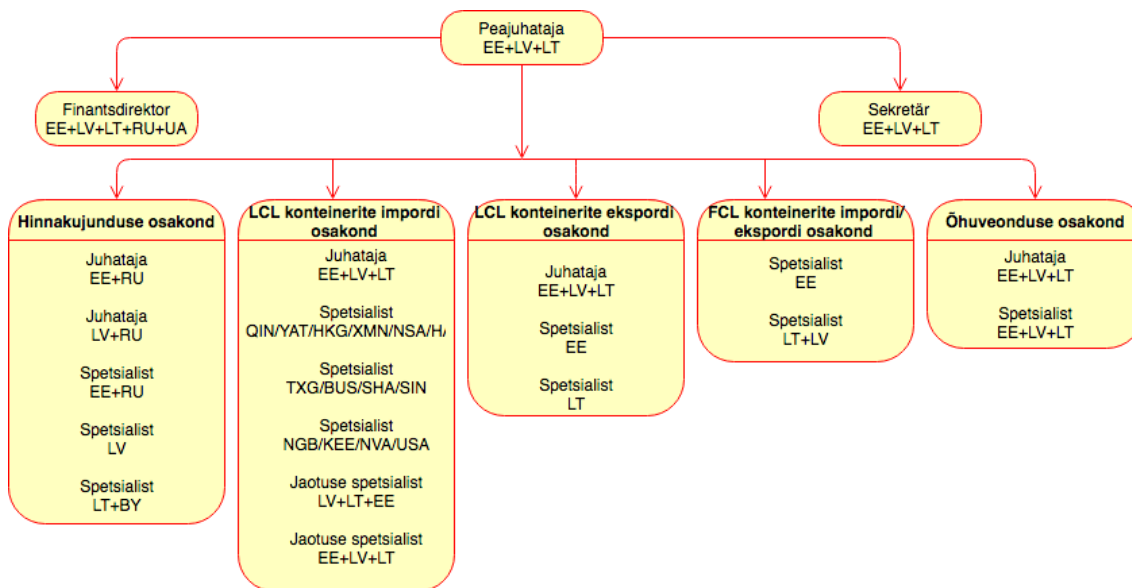 Peajuhataja
EE+LV+LT
Finantsdirektor
EE+LV+LT+RU+UA
Sekretär
EE+LV+LT
Hinnakujunduse osakond
Juhataja
EE+RU
Juhataja
LV+RU
Spetsialist
EE+RU
Spetsialist
LV
Spetsialist
LT+BY
LCL konteinerite impordi
osakond
Juhataja
EE+LV+LT
Spetsialist
QIN/YAT/HKG/XMN/NSA/
Spetsialist
TXG/BUS/SHA/SIN
Spetsialist
NGB/KEE/NVA/USA
Jaotuse spetsialist
LV+LT+EE
Jaotuse spetsialist
EE+LV+LT
LCL konteinerite ekspordi
osakond
Juhataja
EE+LV+LT
Spetsialist
EE
Spetsialist
LT
FCL konteinerite impordi/
ekspordi osakond
Spetsialist
EE
Spetsialist
LT+LV
Õhuveonduse osakond
Juhataja
EE+LV+LT
Spetsialist
EE+LV+LT